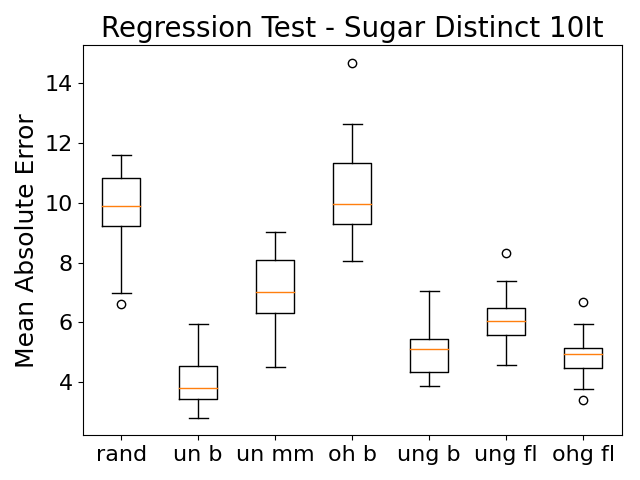 Regression Test - Sugar Distinct 10It
Mean Absolute Error
14
12
10
8
6
4
rand un b un mm oh b ung b ung fl ohg fl